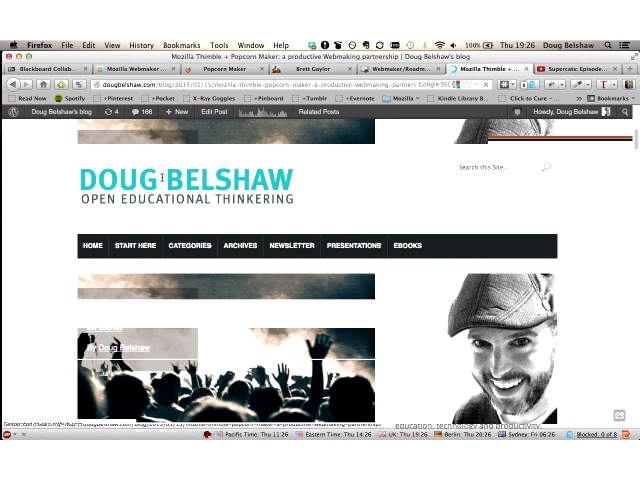 Firefox File Edit View History Bookmarks Tools Window Help 100% Thu 19:26 Doug Belshaw
Mozilla Thimble + Popcorn Maker: a productive Webmaking partnership | Doug Belshaw's blog
Blackboard Collab... Mozilla Webmaker ... Popcorn Maker Brett Gaylor Webmaker/Roadm... Mozilla Thimble + ... Supercats: Episode...
dougbelshaw.com/blog/2013/01/15/mozilla-thimble-popcorn-maker-a-productive-webmaking-partners Google SSL
Read Now Spotify +Pinterest +Pocket X-Ray Goggles +Pinboard +Tumblr +Evernote Mozilla Kindle Library B... Click to Cure - ... Bookmarks
Doug Belshaw's blog 4 166 + New Edit Post Related Posts Howdy, Doug Belshaw
Search this Site...
DOUG BELSHAW
OPEN EDUCATIONAL THINKERING
HOME START HERE CATEGORIES ARCHIVES NEWSLETTER PRESENTATIONS EBOOKS
By Doug Belshaw
education, technology and productivity.
Pacific Time: Thu 11:26 Eastern Time: Thu 14:26 UK: Thu 19:26 Berlin: Thu 20:26 Sydney: Fri 06:26 Blocked: 0 of 8